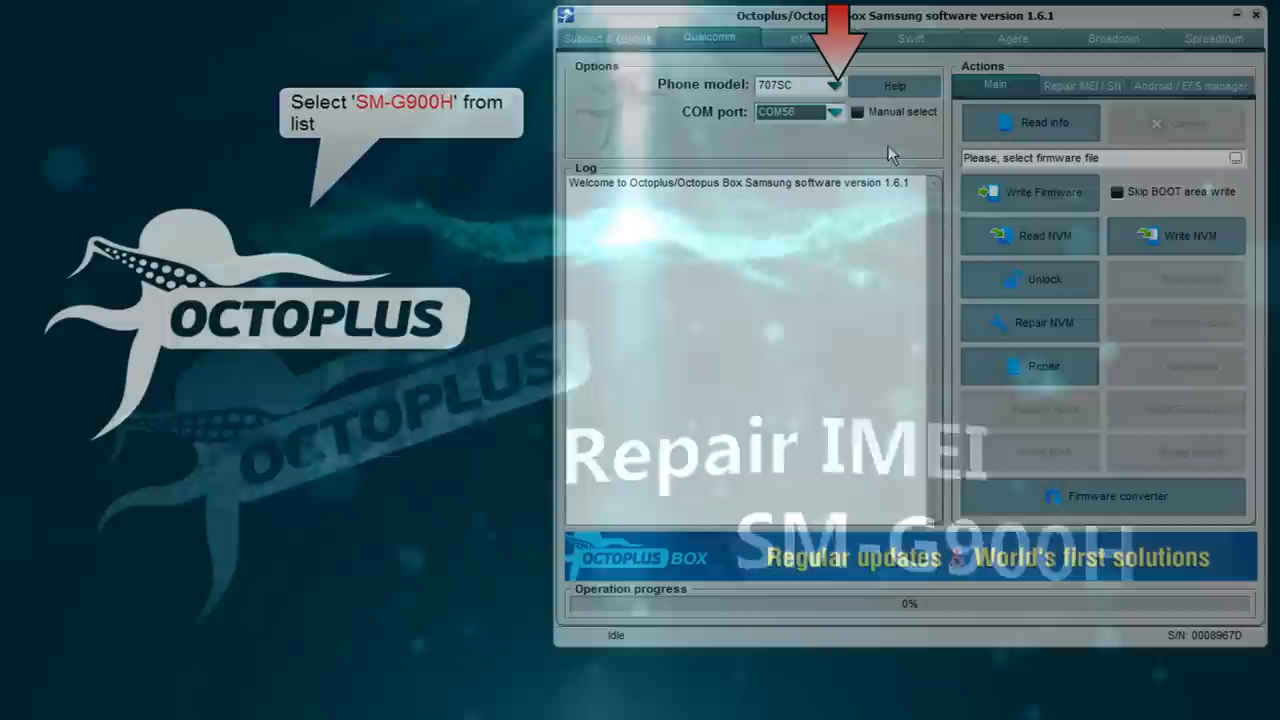 Octoplus/Octopus Box Samsung software version 1.6.1
Qualcomm
Swift
Agere
Broadcom
Spreadtrum
Select 'SM-G900H' from
list
Options
Phone model:
707SC
Help
COM port:
COM56
Manual select
Actions
Main
Repair IMEI / SN
Android / EFS manager
Read info
Please, select firmware file
...
Write Firmware
Skip BOOT area write
Read NVM
Write NVM
Unlock
Repair NVM
Repair
Firmware converter
Log
Welcome to Octoplus/Octopus Box Samsung software version 1.6.1
OCTOPLUS
OCTOPLUS
Repair IMEI
SM-G900H
OCTOPLUS BOX
Regular updates & World's first solutions
Operation progress
0%
Idle
S/N: 0008967D